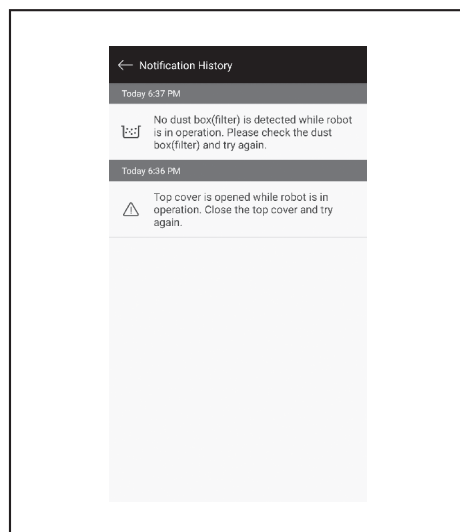 Notification History
Today 6:37 PM
No dust box(filter) is detected while robot
is in operation. Please check the dust
box(filter) and try again.
Today 6:36 PM
Top cover is opened while robot is in
operation. Close the top cover and try
again.